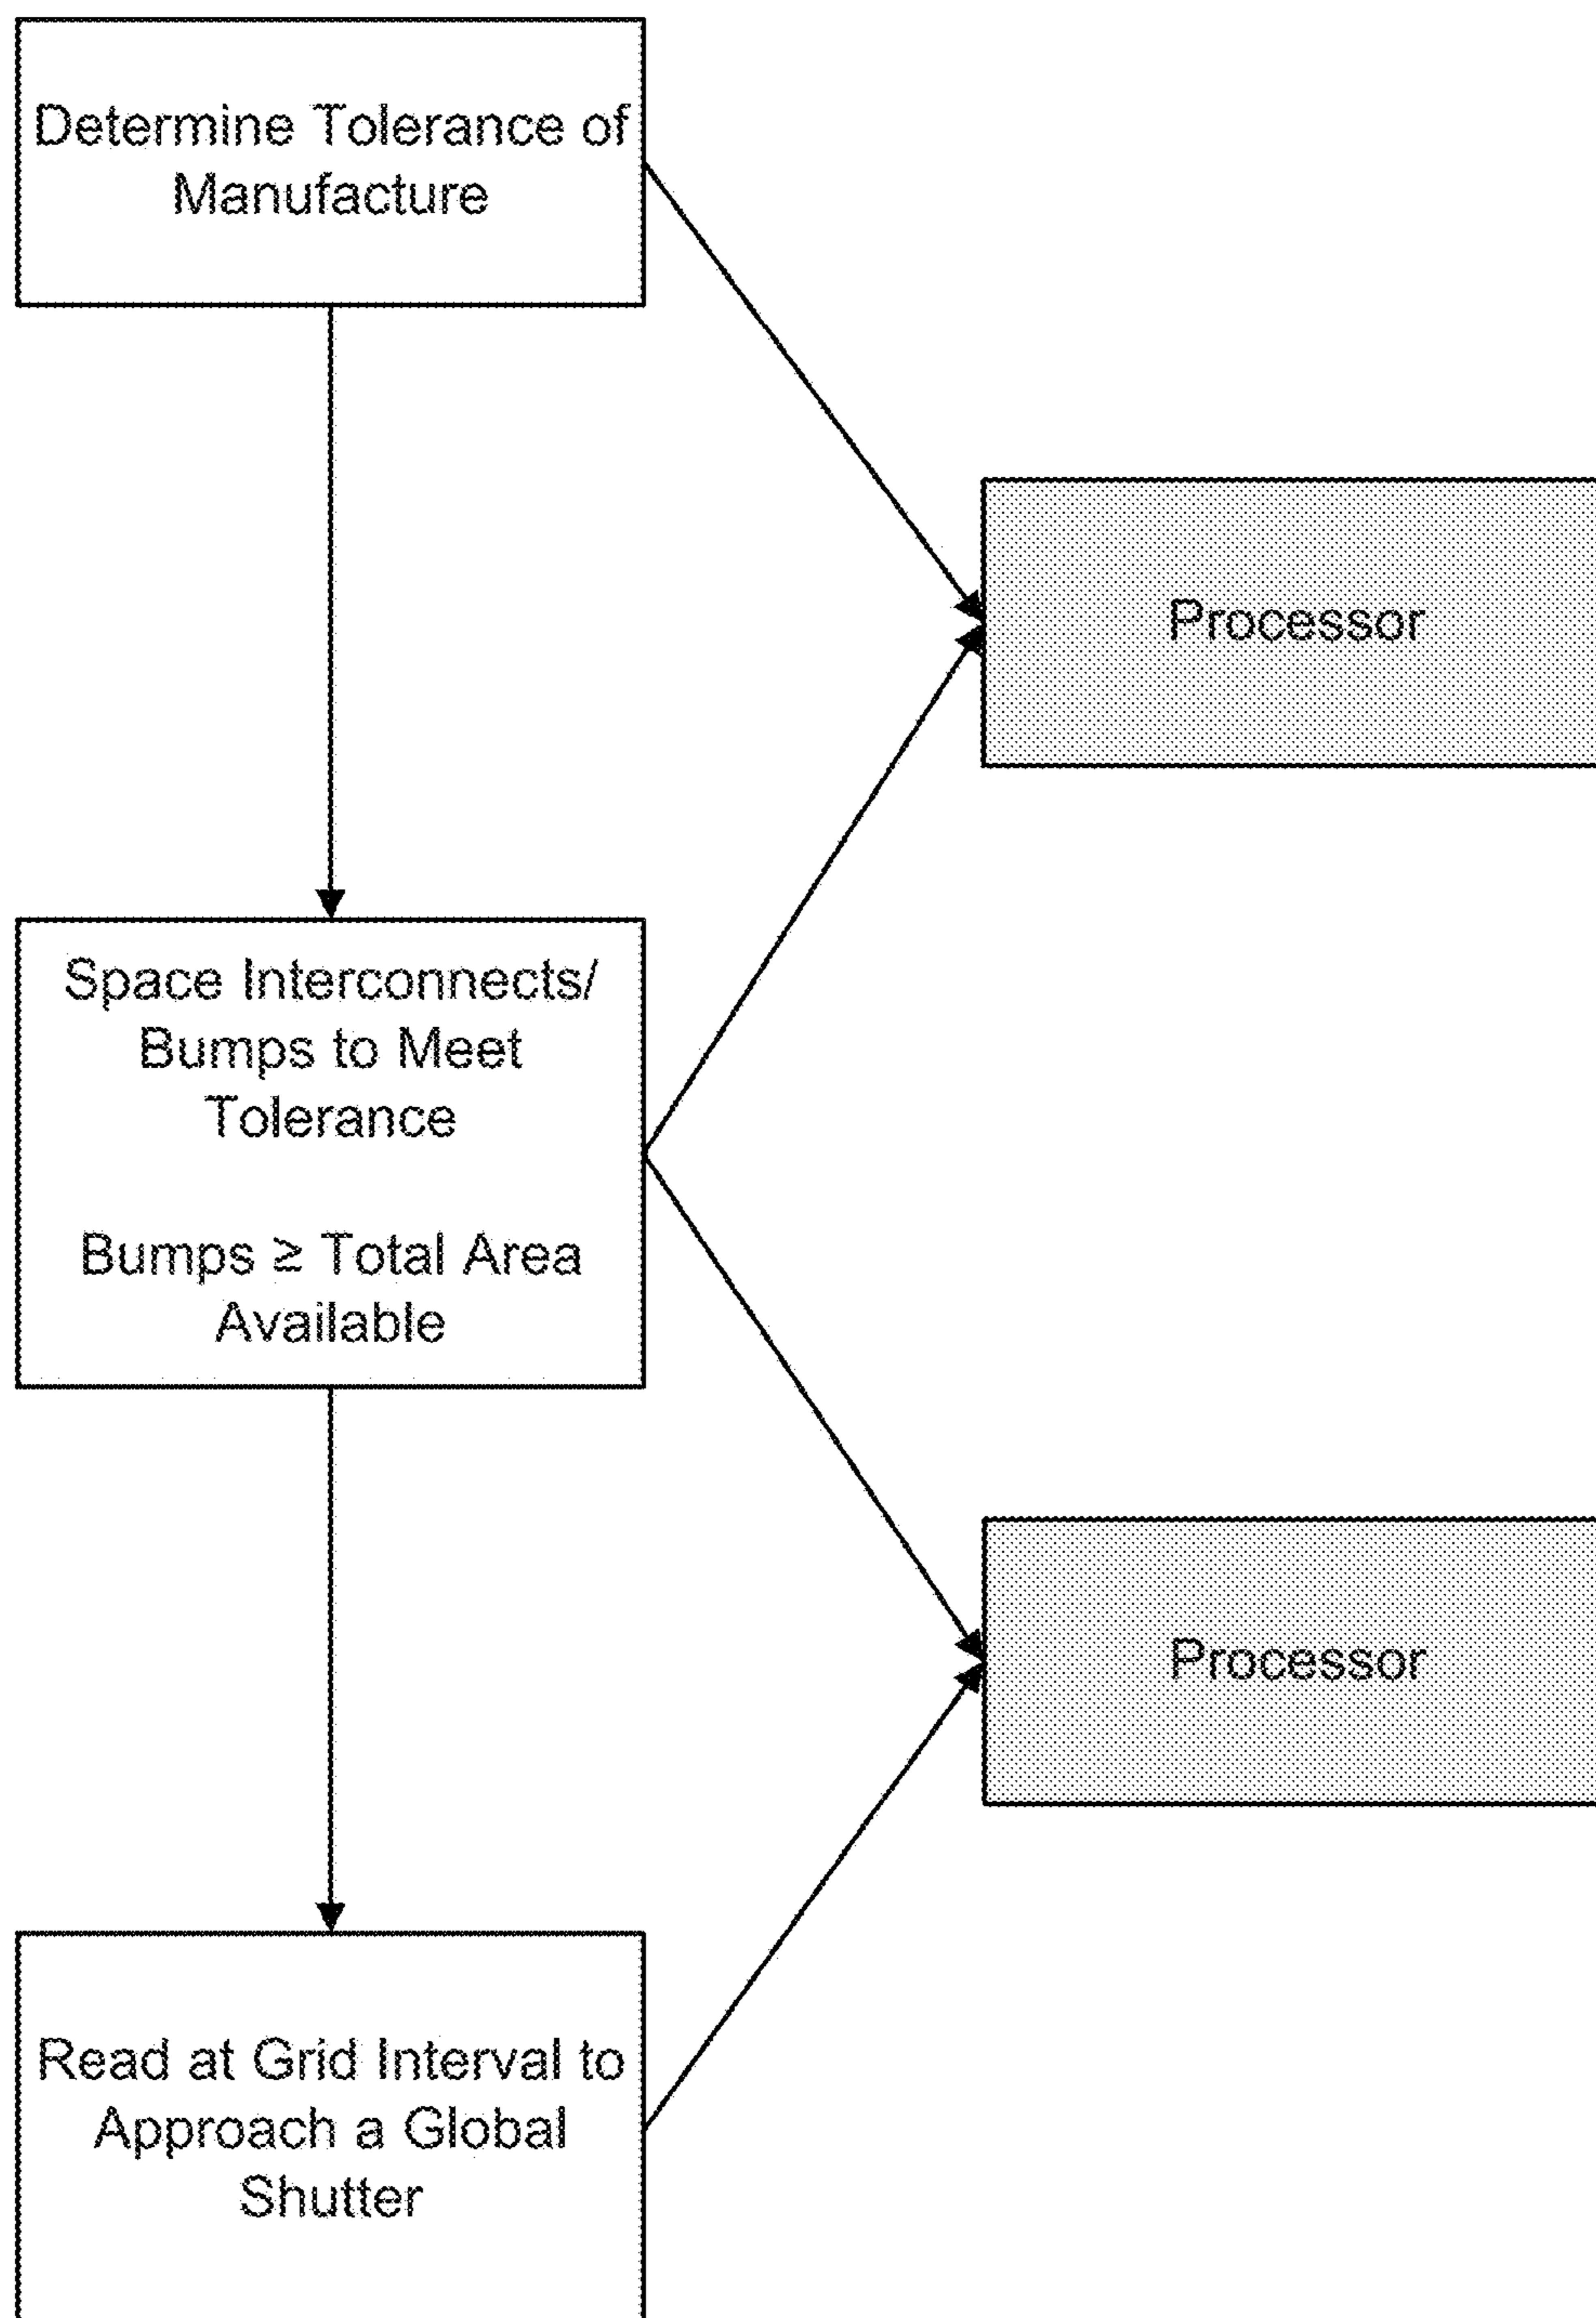 Determine Tolerance of
Manufacture
Processor
Space Interconnects/
Bumps to Meet
Tolerance
Bumps ≥ Total Area
Available
Processor
Read at Grid Interval to
Approach a Global
Shutter